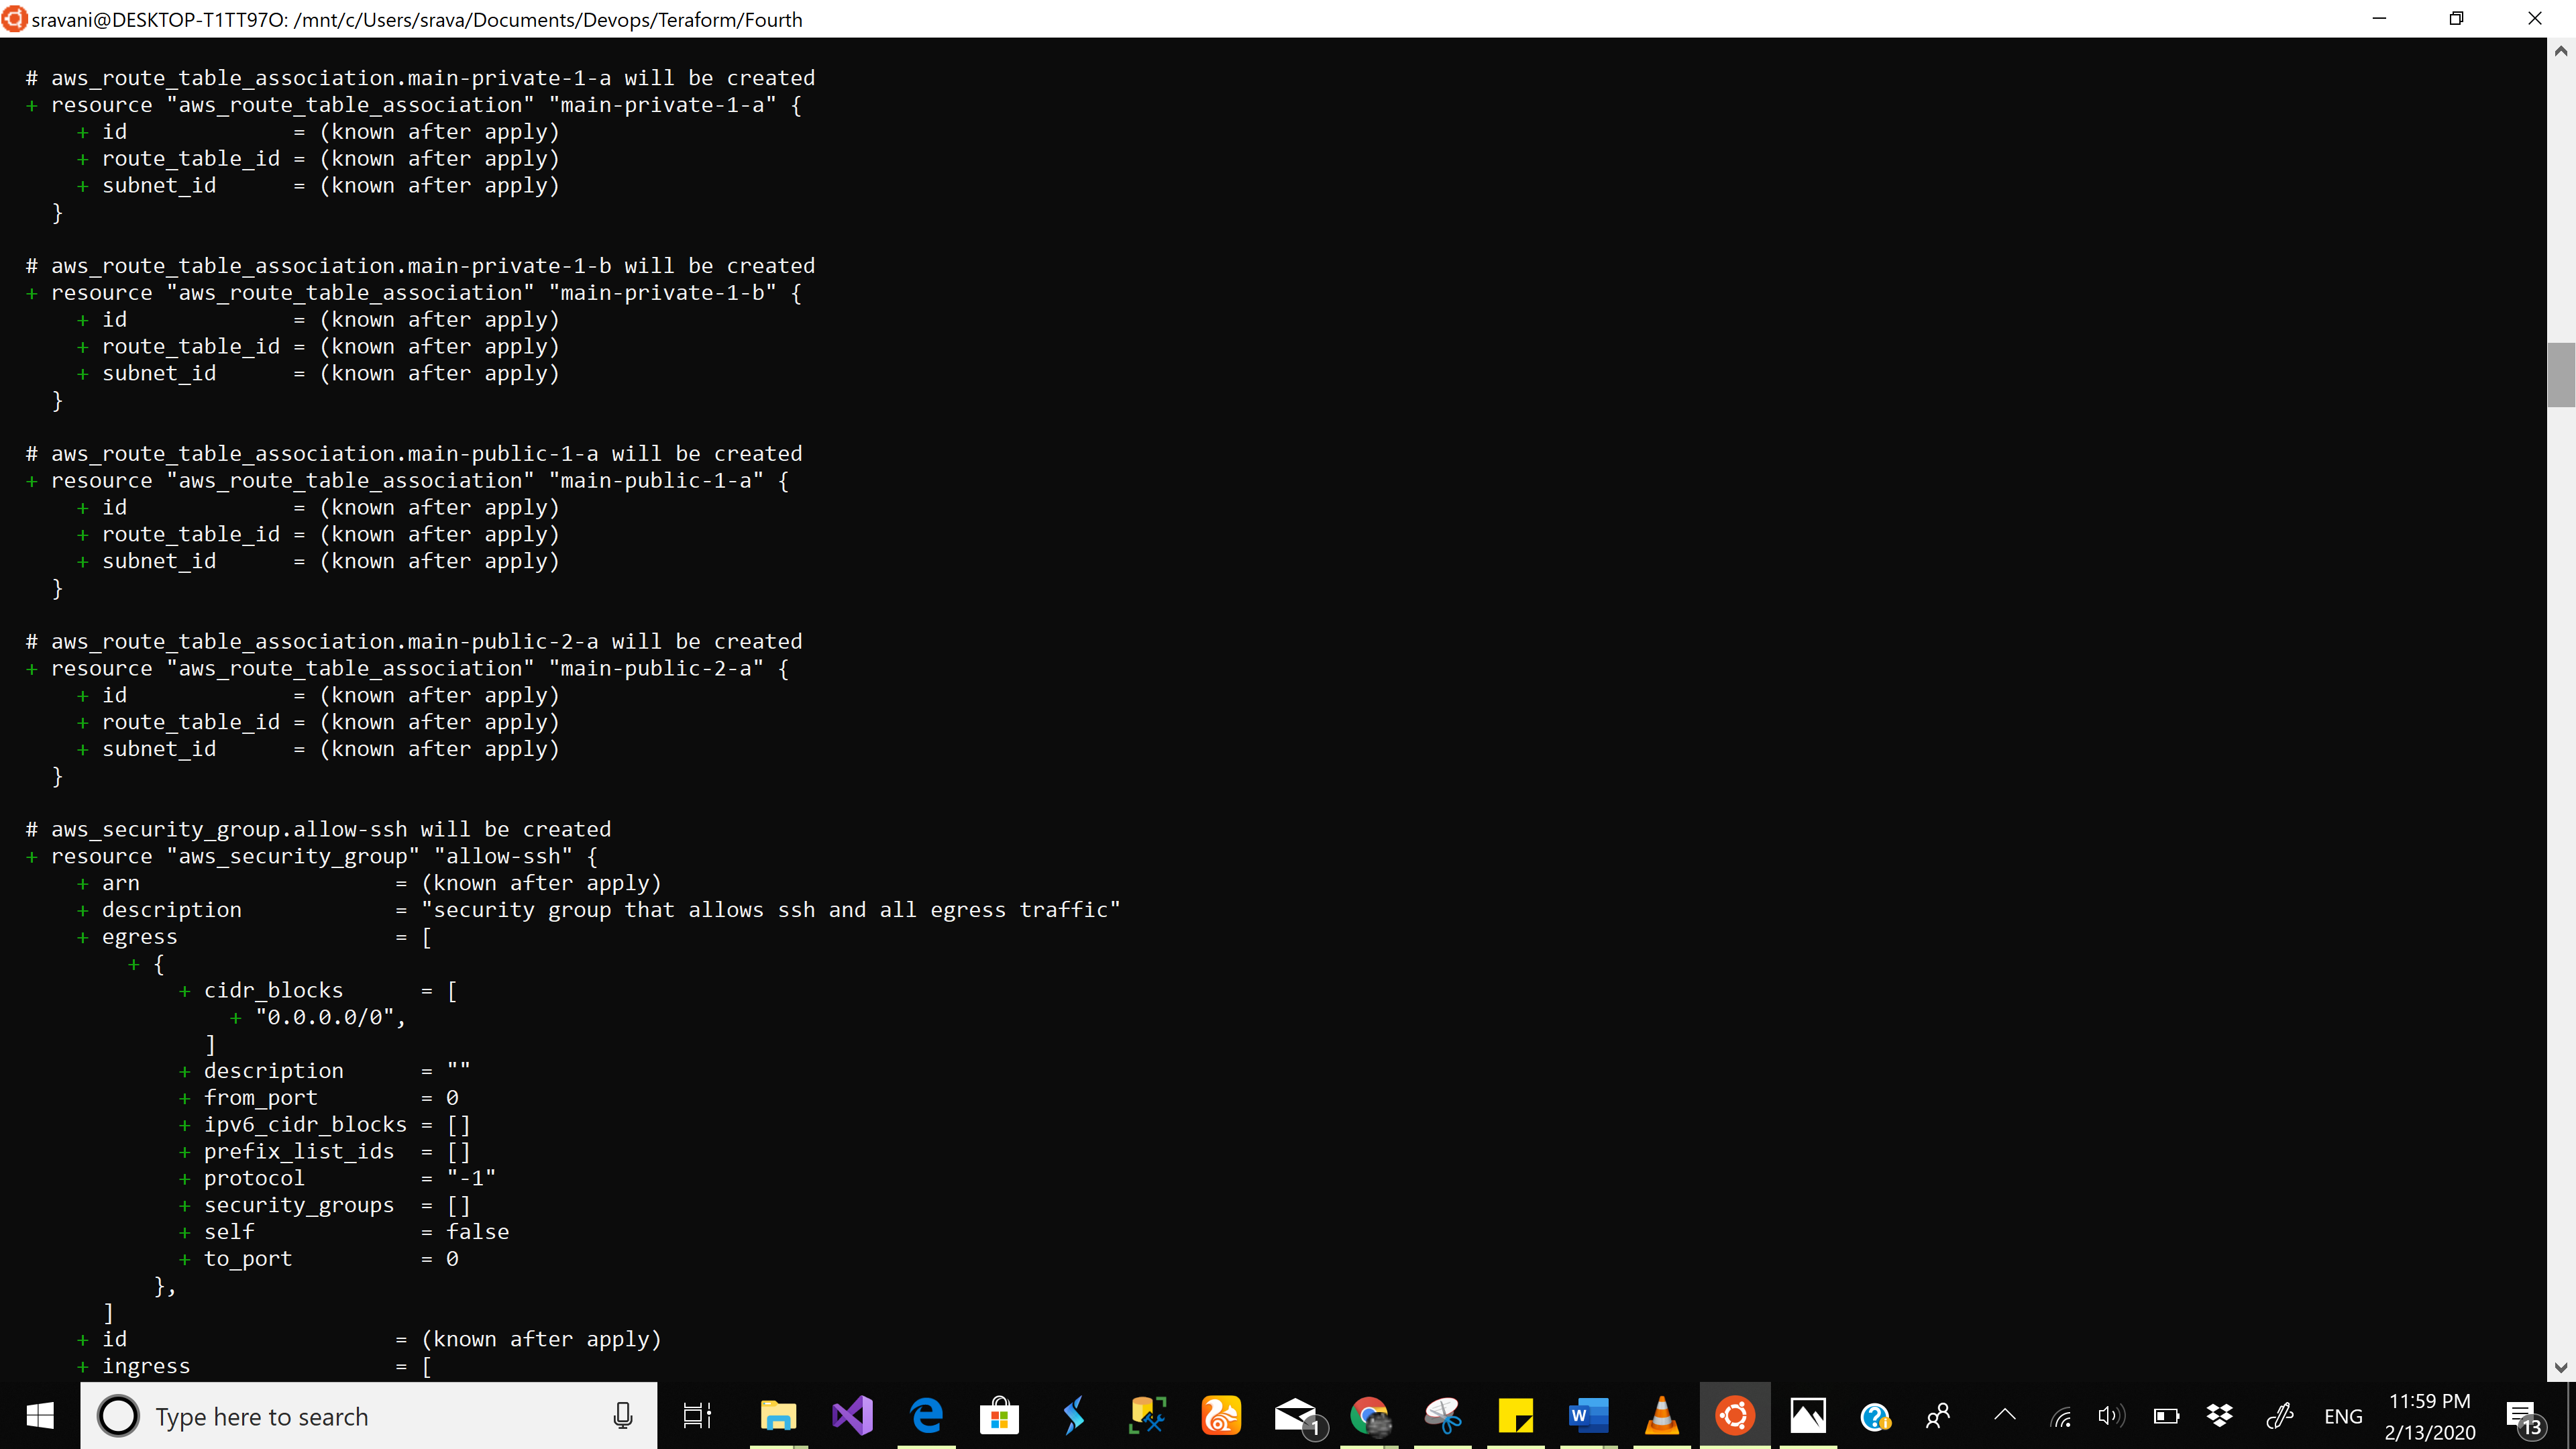 sravani@DESKTOP-T1TT97O: /mnt/c/Users/srava/Documents/Devops/Teraform/Fourth
# aws_route_table_association.main-private-1-a will be created
+ resource "aws_route_table_association" "main-private-1-a" {
    + id             = (known after apply)
    + route_table_id = (known after apply)
    + subnet_id      = (known after apply)
  }
# aws_route_table_association.main-private-1-b will be created
+ resource "aws_route_table_association" "main-private-1-b" {
    + id             = (known after apply)
    + route_table_id = (known after apply)
    + subnet_id      = (known after apply)
  }
# aws_route_table_association.main-public-1-a will be created
+ resource "aws_route_table_association" "main-public-1-a" {
    + id             = (known after apply)
    + route_table_id = (known after apply)
    + subnet_id      = (known after apply)
  }
# aws_route_table_association.main-public-2-a will be created
+ resource "aws_route_table_association" "main-public-2-a" {
    + id             = (known after apply)
    + route_table_id = (known after apply)
    + subnet_id      = (known after apply)
  }
# aws_security_group.allow-ssh will be created
+ resource "aws_security_group" "allow-ssh" {
    + arn                    = (known after apply)
    + description            = "security group that allows ssh and all egress traffic"
    + egress                 = [
        + {
            + cidr_blocks      = [
                + "0.0.0.0/0",
              ]
            + description      = ""
            + from_port        = 0
            + ipv6_cidr_blocks = []
            + prefix_list_ids  = []
            + protocol         = "-1"
            + security_groups  = []
            + self             = false
            + to_port          = 0
          },
      ]
    + id                     = (known after apply)
    + ingress                = [
Type here to search
W
1
ENG
11:59 PM
2/13/2020
13